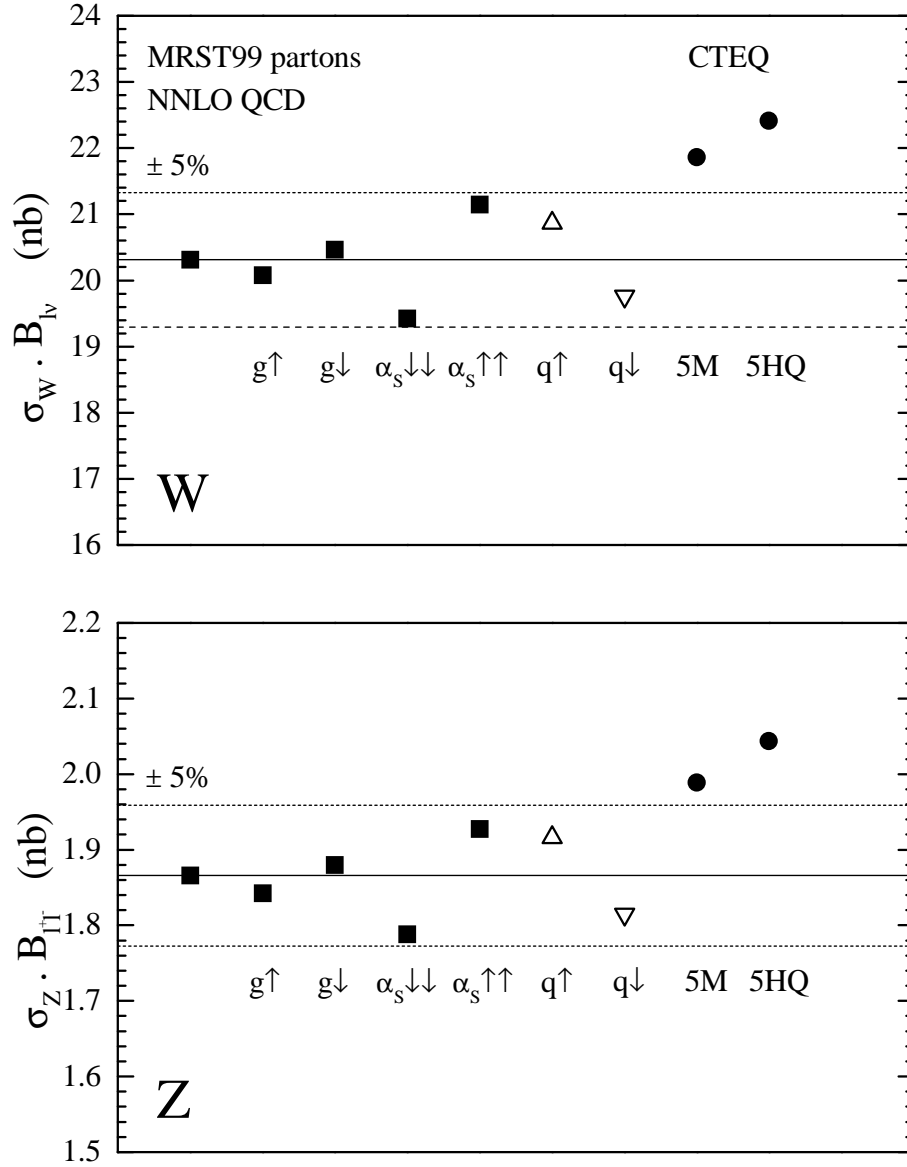 24
MRST99 partons CTEQ
23
NNLO QCD
22
± 5%
21
20
19
g↑ g↓ αS↓↓ αS↑↑ q↑ q↓ 5M 5HQ
18
17
W
16
σW · Blν (nb)
2.2
2.1
2.0
± 5%
1.9
1.8
g↑ g↓ αS↓↓ αS↑↑ q↑ q↓ 5M 5HQ
1.7
1.6
Z
1.5
σZ · Bl+l- (nb)